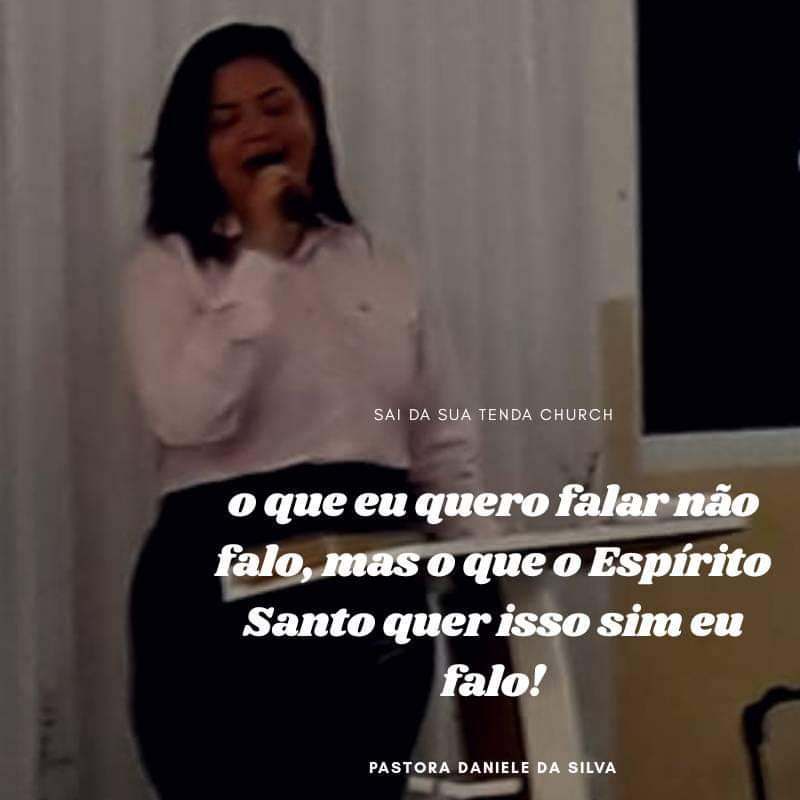 SAI DA SUA TENDA CHURCH
o que eu quero falar não
falo, mas o que o Espírito
Santo quer isso sim eu
falo!
PASTORA DANIELE DA SILVA